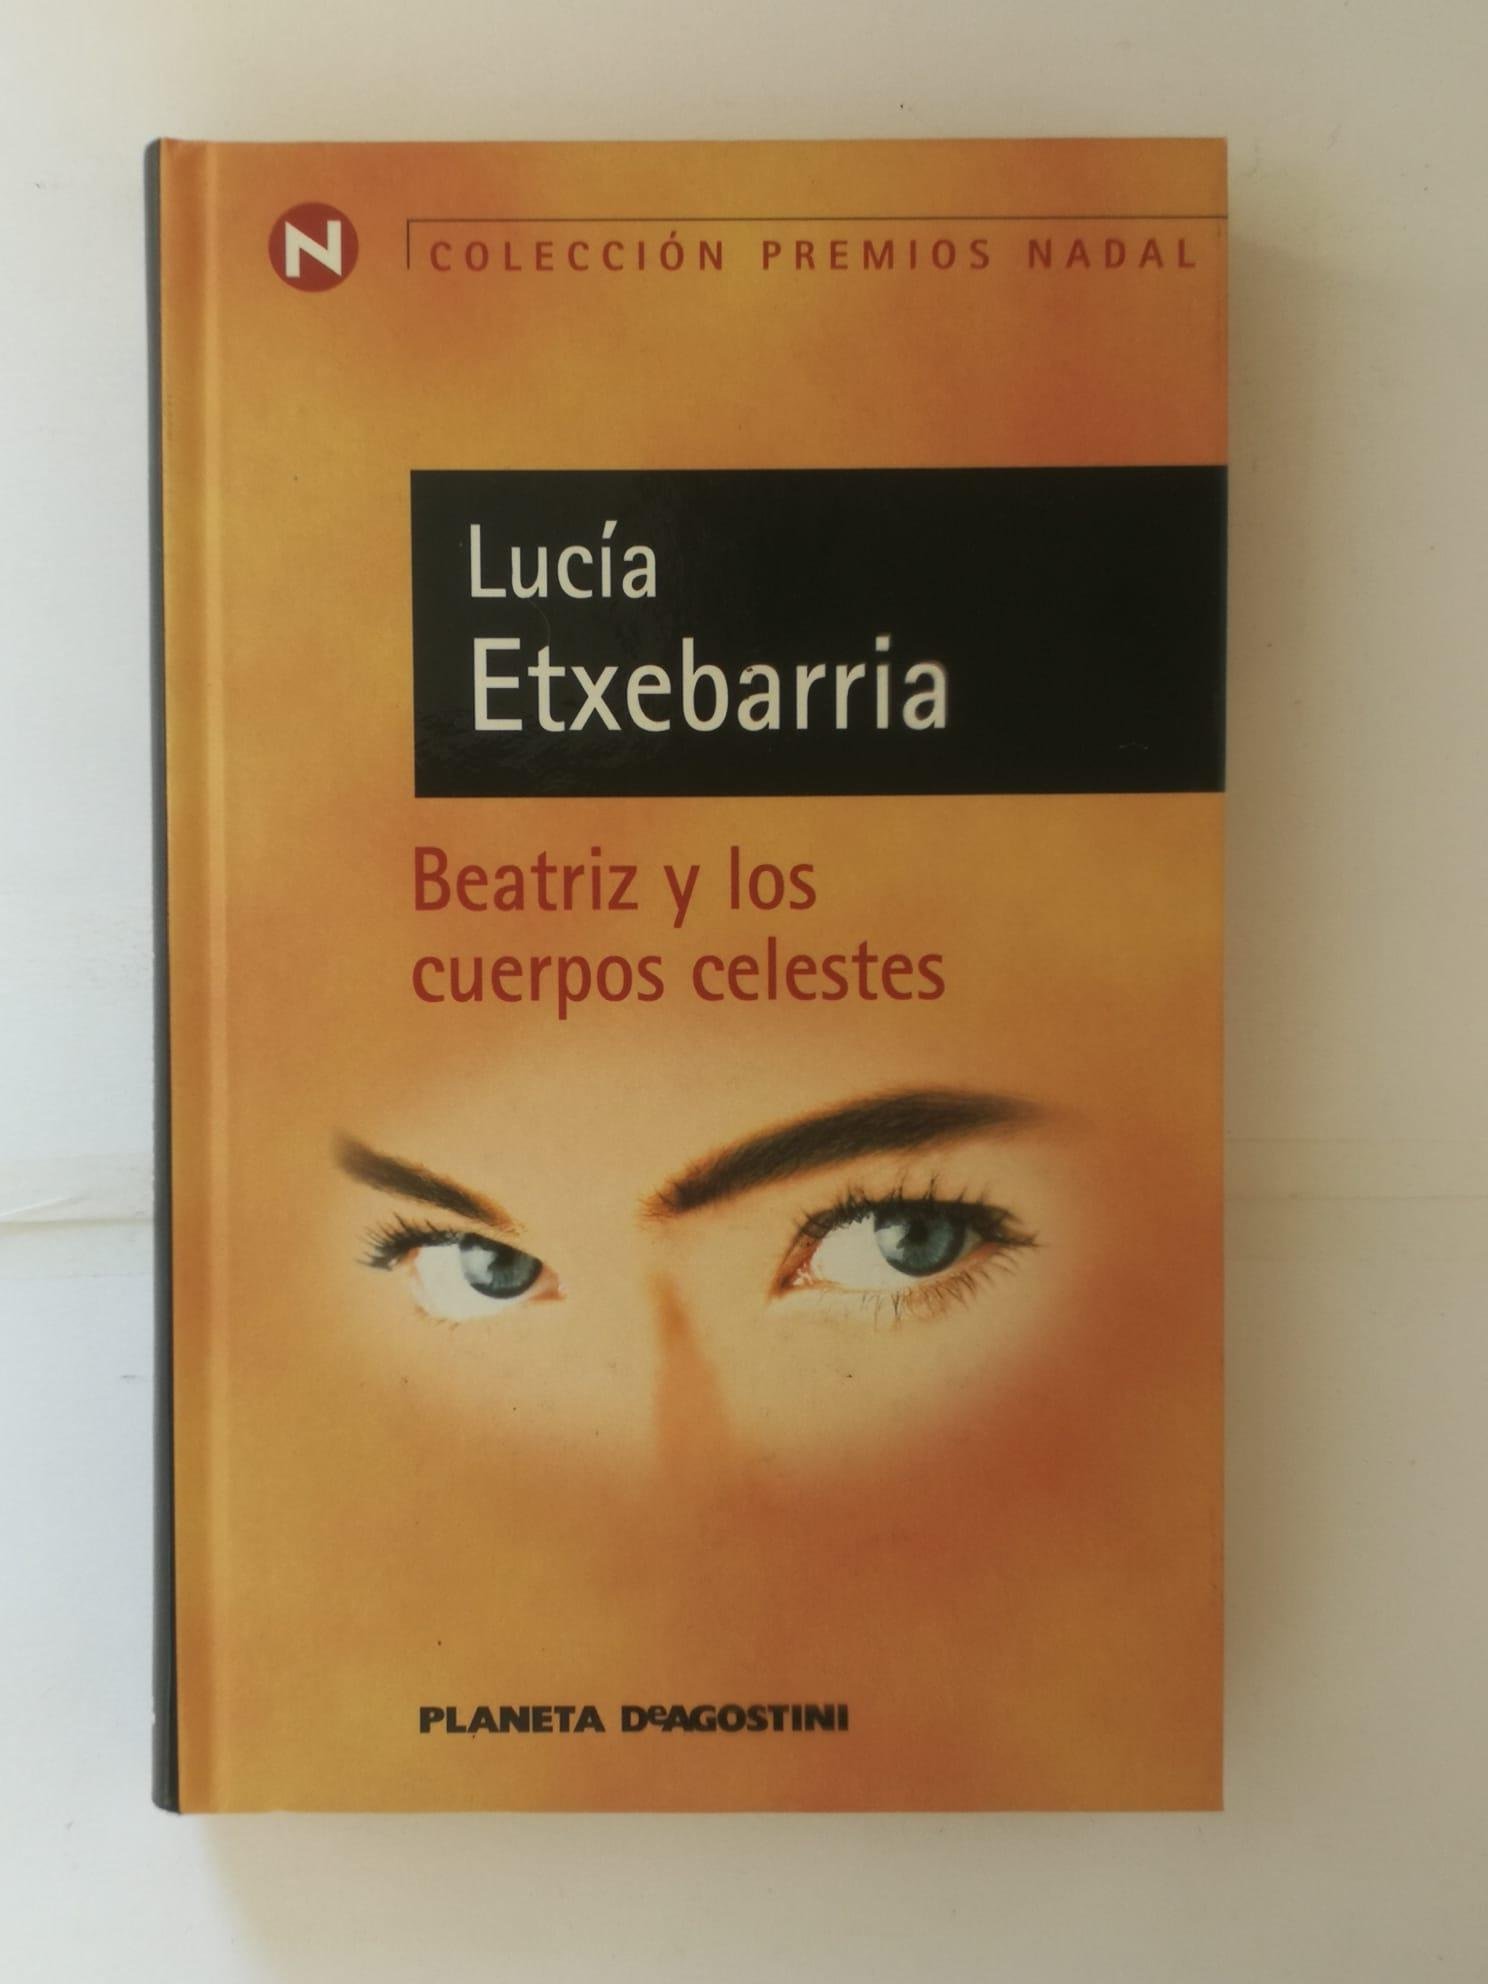 N
COLECCIÓN PREMIOS NADAL
Lucía
Etxebarria
Beatriz y los
cuerpos celestes
PLANETA DeAGOSTINI